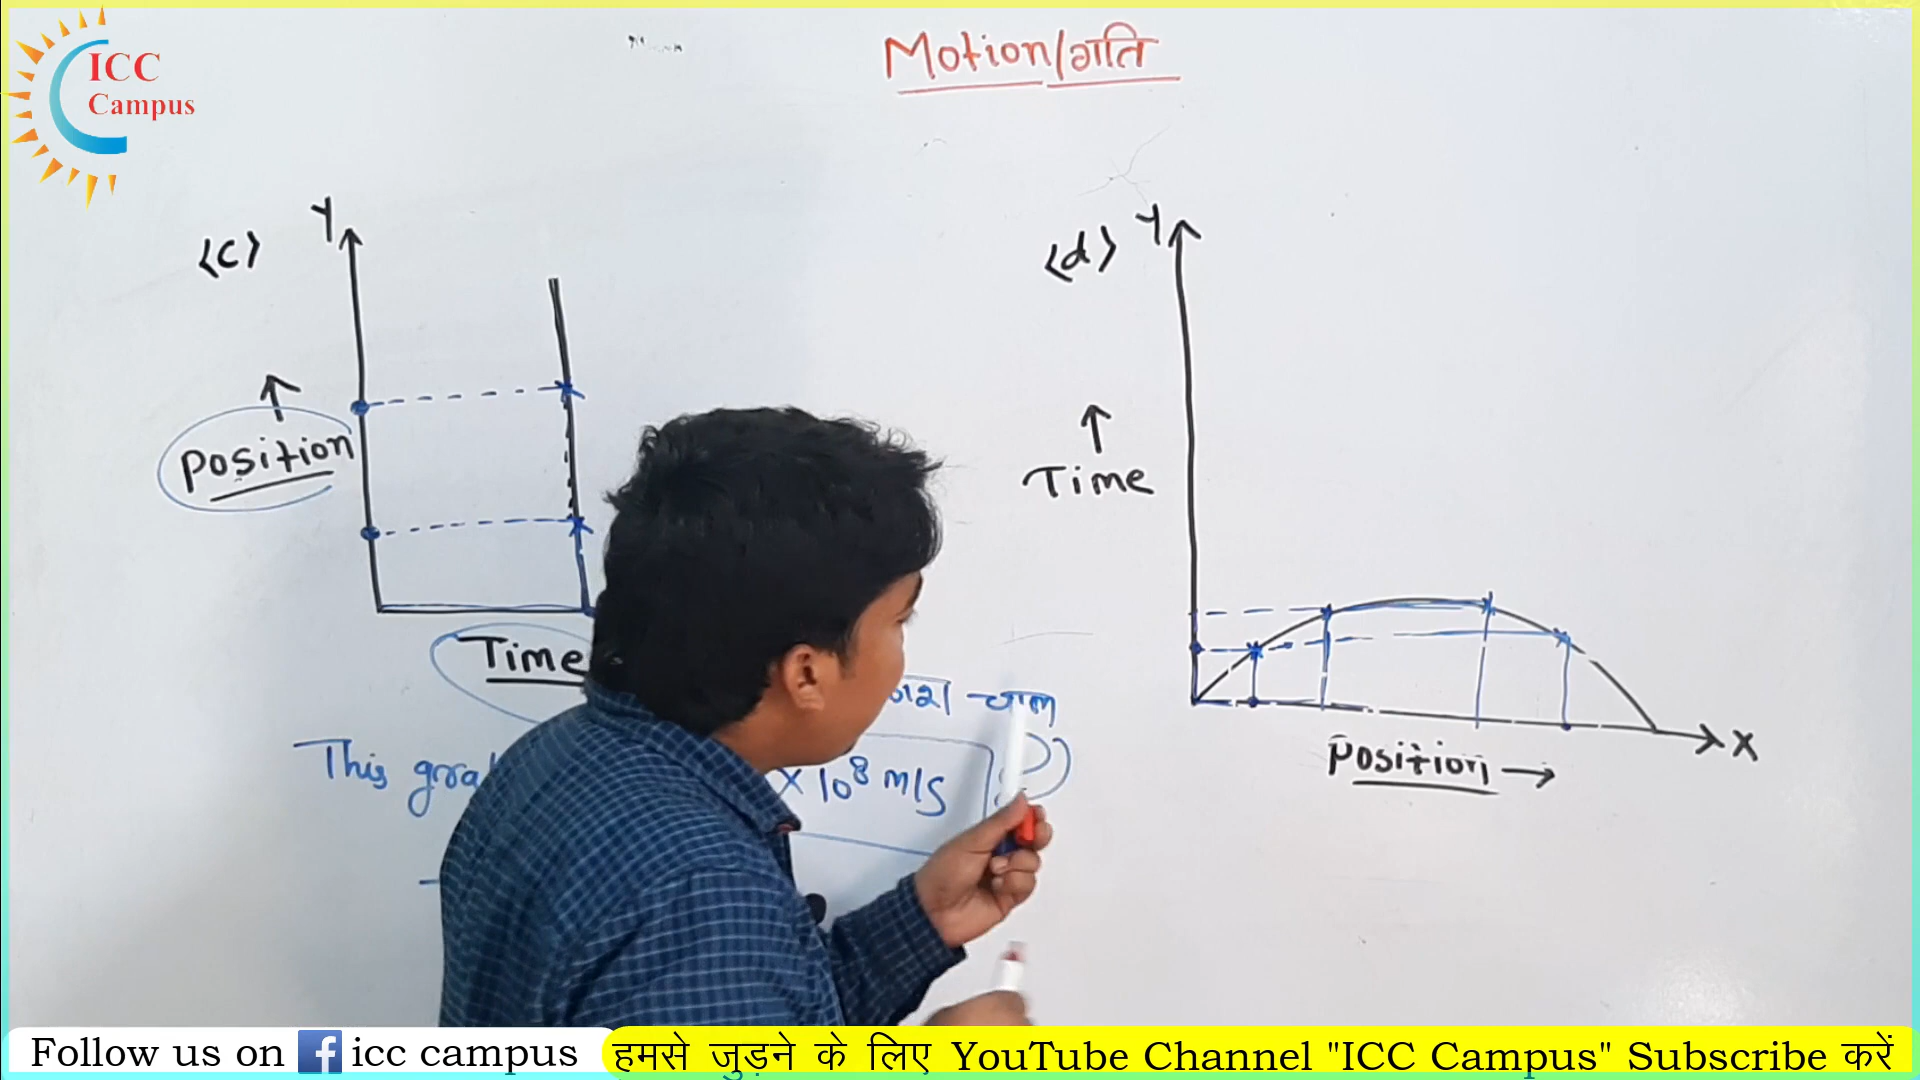 ICC
Campus
Motion/गति
<c>
Y
Position
Time
This
चाल
× 10⁸ m/s
<d>
Y
Time
Position
X
Follow us on f icc campus
हमसे जुड़ने के लिए YouTube Channel "ICC Campus" Subscribe करें